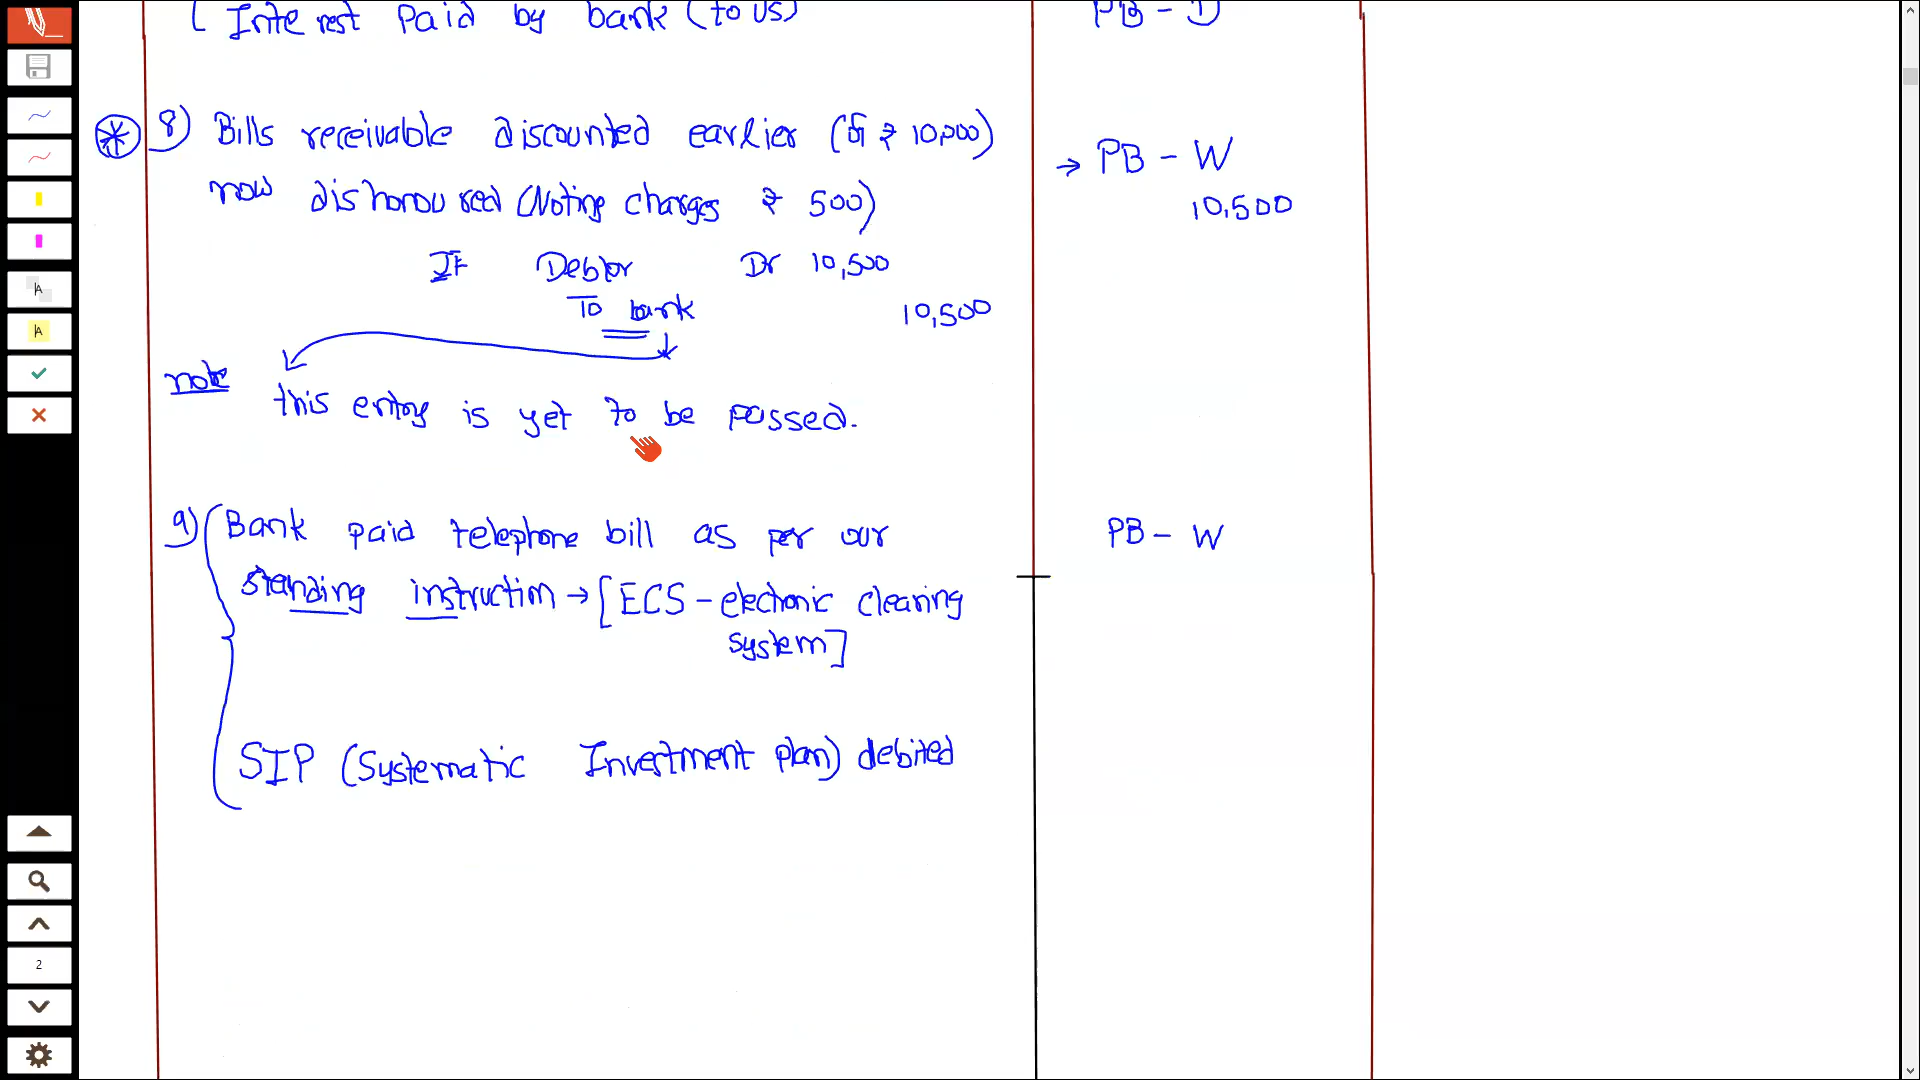 ( Interest Paid by bank (to us)
PB - D
8) Bills receivable discounted earlier (of ₹ 10,000)
→ PB - W
now dishonoured (Noting charges ₹ 500)
10,500
If Debtor Dr 10,500
To bank 10,500
note
this entry is yet to be passed.
9) Bank paid telephone bill as per our
PB - W
standing instruction → [ECS - electronic clearing
system]
SIP (Systematic Investment plan) debited
2